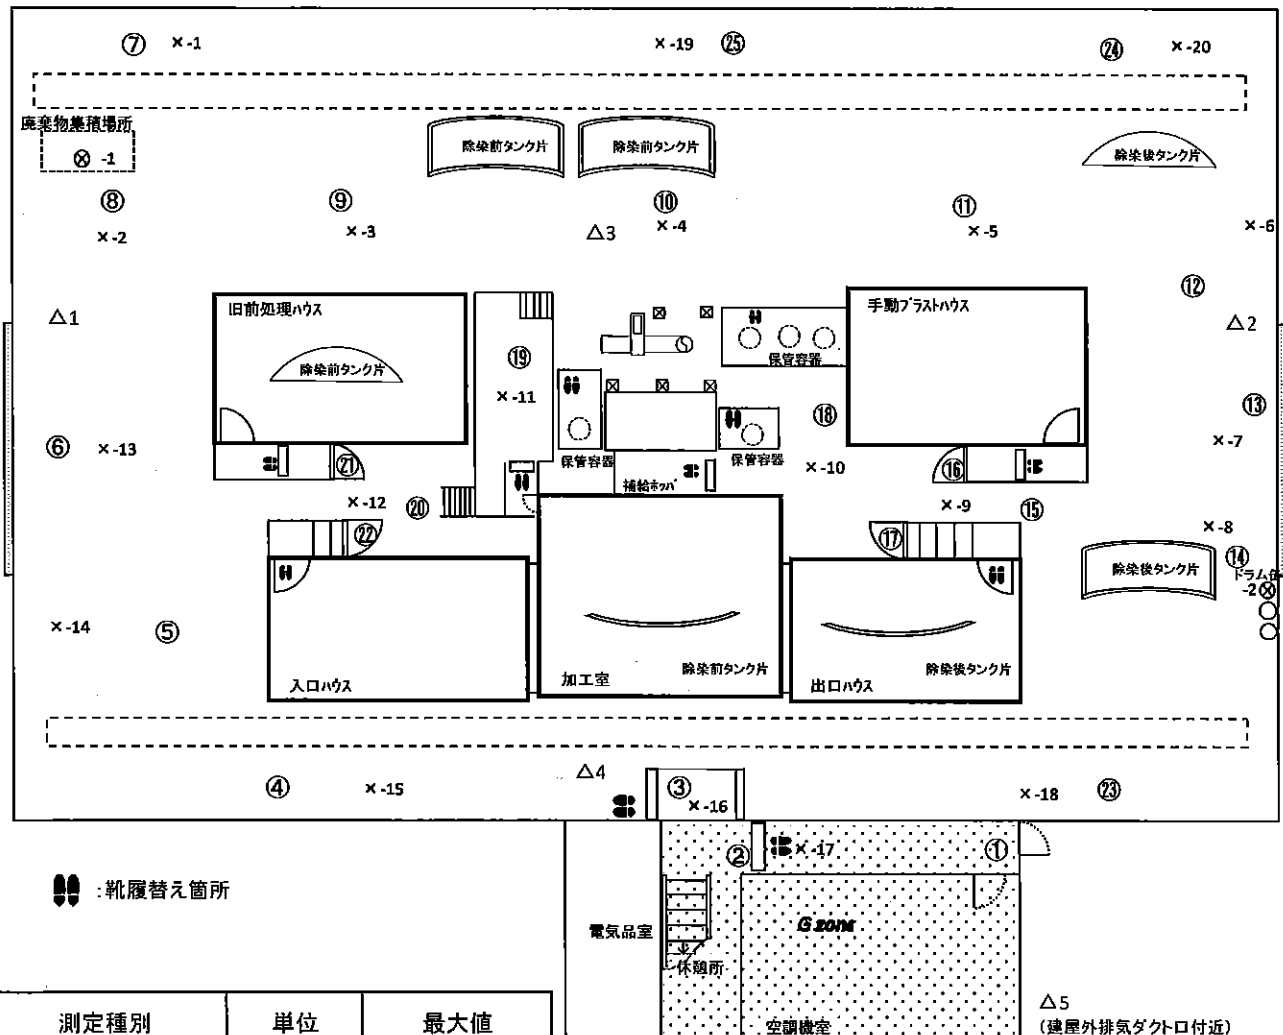 ⑦ ×-1 ×-19 ㉕ ㉔ ×-20
廃棄物集積場所
⊗ -1
除染前タンク片 除染前タンク片 除染後タンク片
⑧ ⑨ ⑩ ⑪
×-2 ×-3 △3 ×-4 ×-5 ×-6
⑫
△1 旧前処理ハウス 手動ブラストハウス △2
除染前タンク片 ⑲ 保管容器
×-11 ⑱ ⑬
⑥ ×-13 ×-7
㉑ 保管容器 保管容器 ×-10 ⑯
補給ホッパ
×-12 ⑳ ×-9 ⑮
㉒ ⑰ ×-8
⑭
除染後タンク片
-2⊗
×-14 ⑤
除染前タンク片 除染後タンク片
入口ハウス 加工室 出口ハウス
△4
④ ×-15 ③ ×-16 ×-18 ㉓
② ×-17 ①
:靴履替え箇所
電気品室 G zone
休憩所
△5
測定種別 単位 最大値 空調機室 (建屋外排気ダクト口付近)